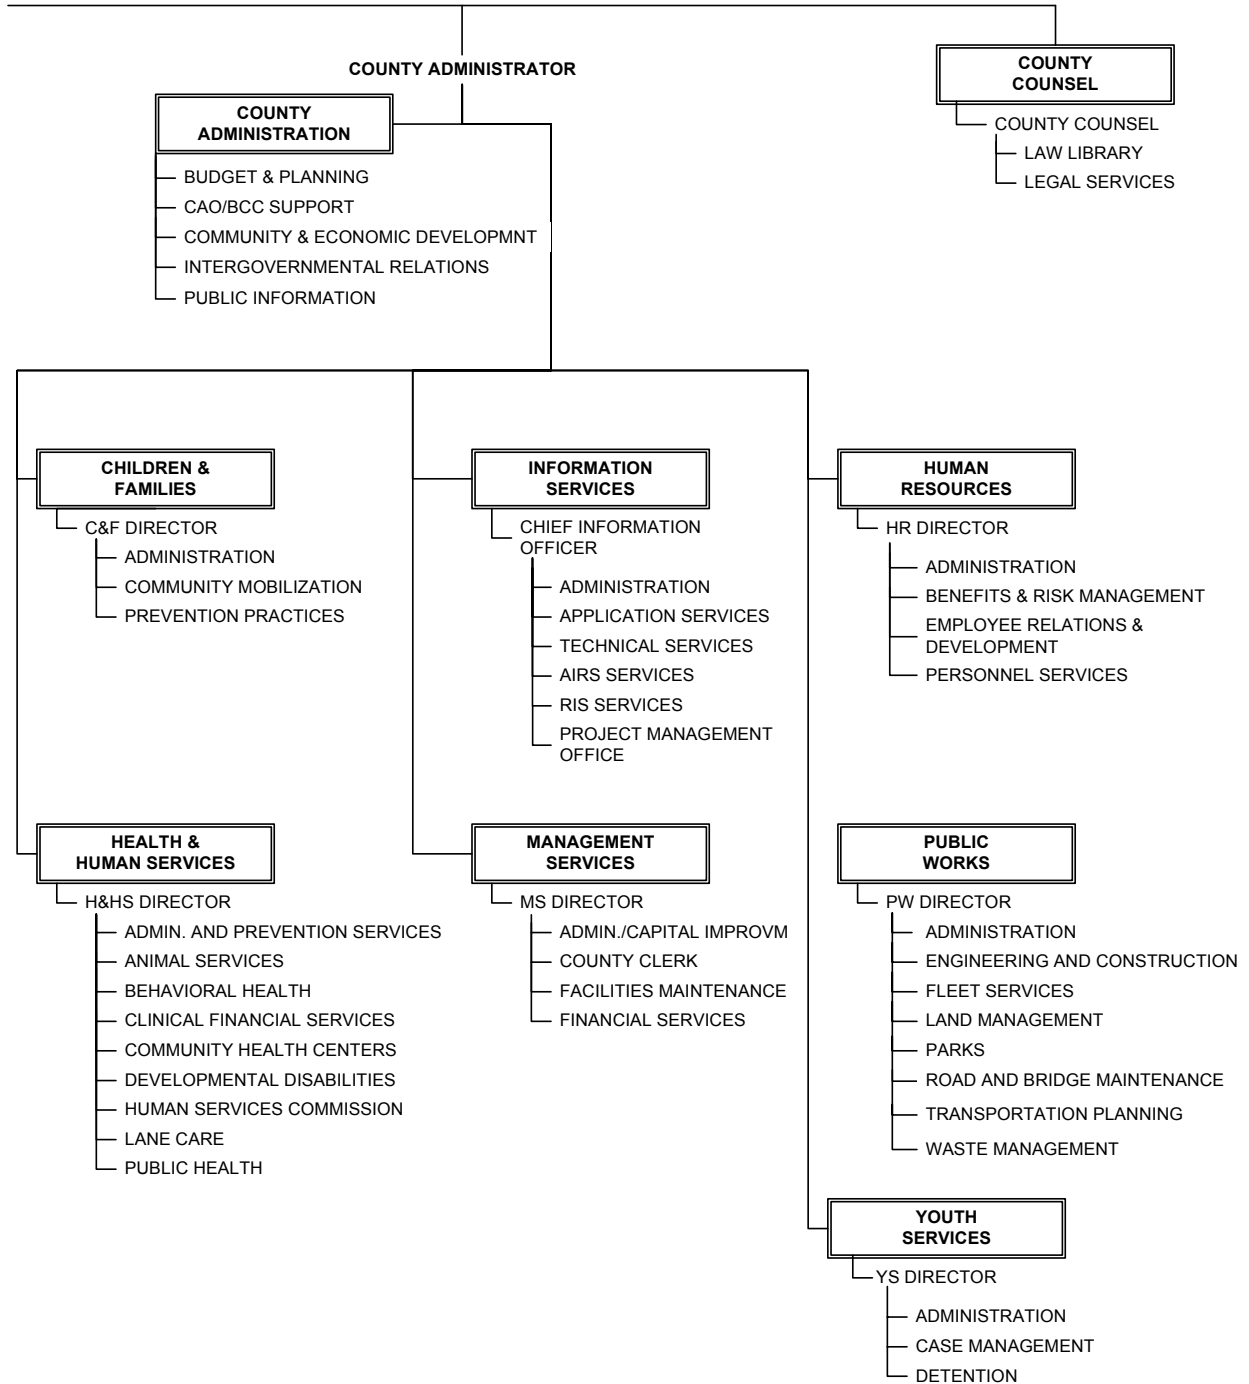 COUNTY ADMINISTRATOR
COUNTY
ADMINISTRATION
BUDGET & PLANNING
CAO/BCC SUPPORT
COMMUNITY & ECONOMIC DEVELOPMNT
INTERGOVERNMENTAL RELATIONS
PUBLIC INFORMATION
COUNTY
COUNSEL
COUNTY COUNSEL
LAW LIBRARY
LEGAL SERVICES
CHILDREN &
FAMILIES
C&F DIRECTOR
ADMINISTRATION
COMMUNITY MOBILIZATION
PREVENTION PRACTICES
INFORMATION
SERVICES
CHIEF INFORMATION
OFFICER
ADMINISTRATION
APPLICATION SERVICES
TECHNICAL SERVICES
AIRS SERVICES
RIS SERVICES
PROJECT MANAGEMENT
OFFICE
HUMAN
RESOURCES
HR DIRECTOR
ADMINISTRATION
BENEFITS & RISK MANAGEMENT
EMPLOYEE RELATIONS &
DEVELOPMENT
PERSONNEL SERVICES
HEALTH &
HUMAN SERVICES
H&HS DIRECTOR
ADMIN. AND PREVENTION SERVICES
ANIMAL SERVICES
BEHAVIORAL HEALTH
CLINICAL FINANCIAL SERVICES
COMMUNITY HEALTH CENTERS
DEVELOPMENTAL DISABILITIES
HUMAN SERVICES COMMISSION
LANE CARE
PUBLIC HEALTH
MANAGEMENT
SERVICES
MS DIRECTOR
ADMIN./CAPITAL IMPROVM
COUNTY CLERK
FACILITIES MAINTENANCE
FINANCIAL SERVICES
PUBLIC
WORKS
PW DIRECTOR
ADMINISTRATION
ENGINEERING AND CONSTRUCTION
FLEET SERVICES
LAND MANAGEMENT
PARKS
ROAD AND BRIDGE MAINTENANCE
TRANSPORTATION PLANNING
WASTE MANAGEMENT
YOUTH
SERVICES
YS DIRECTOR
ADMINISTRATION
CASE MANAGEMENT
DETENTION